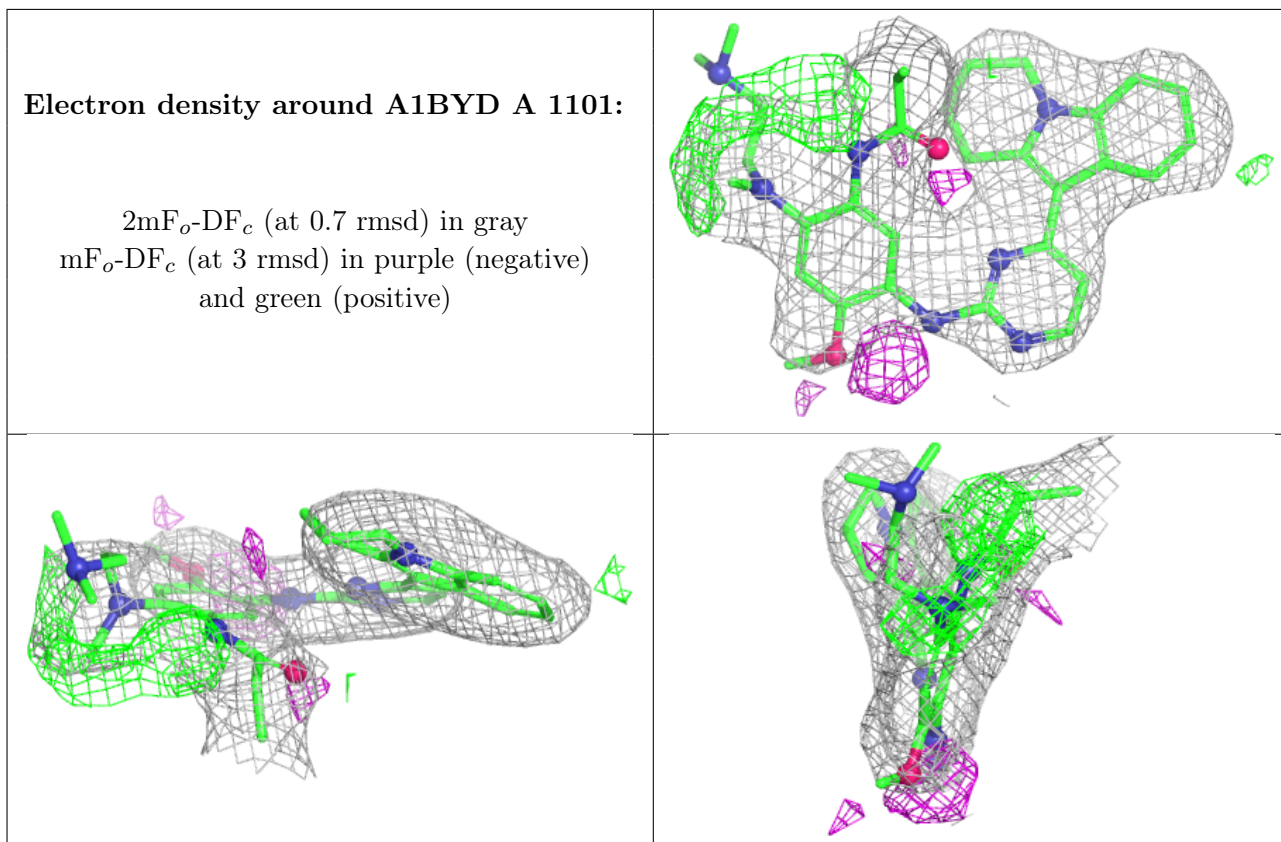 Electron density around A1BYD A 1101:
2mFo-DFc (at 0.7 rmsd) in gray
mFo-DFc (at 3 rmsd) in purple (negative)
and green (positive)